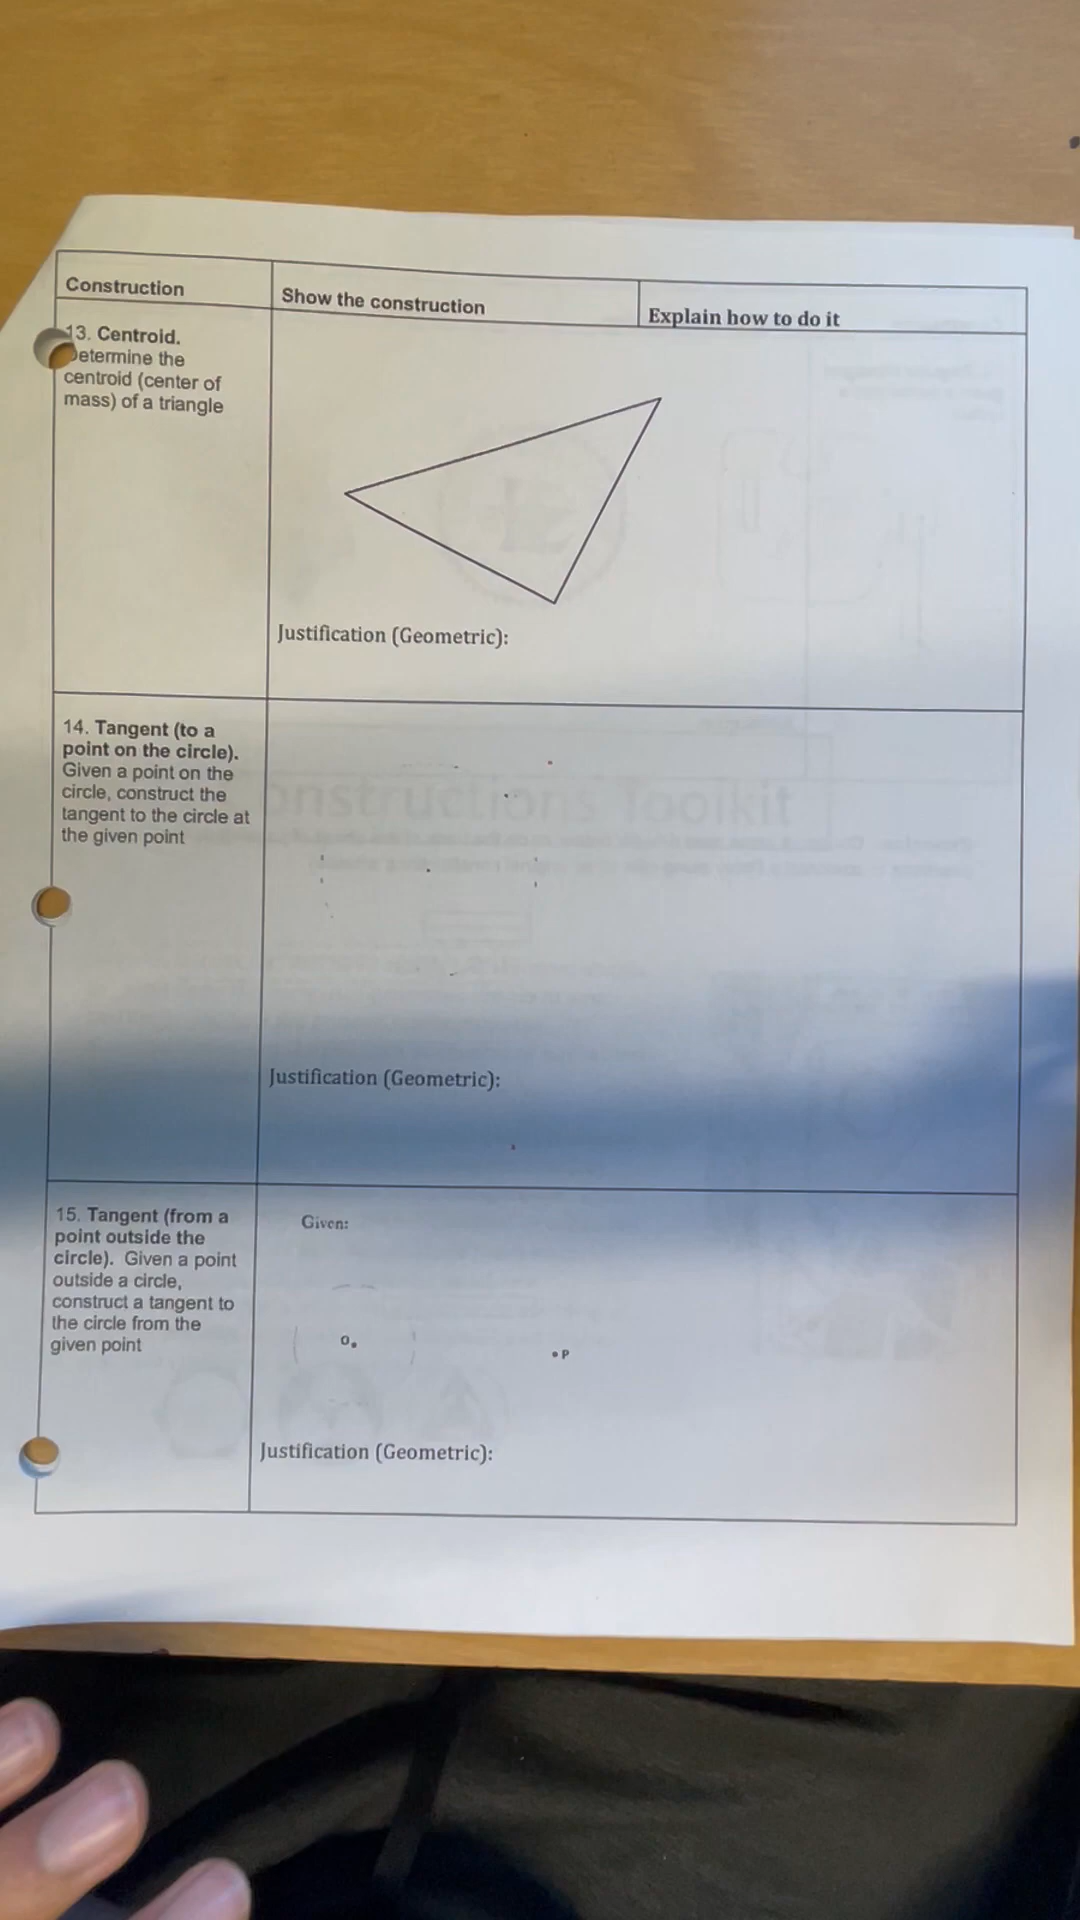 Construction
Show the construction
Explain how to do it
13. Centroid.
Determine the
centroid (center of
mass) of a triangle
Justification (Geometric):
14. Tangent (to a
point on the circle).
Given a point on the
circle, construct the
tangent to the circle at
the given point
onstructions Toolkit
Justification (Geometric):
15. Tangent (from a
point outside the
circle). Given a point
outside a circle,
construct a tangent to
the circle from the
given point
Given:
O
P
Justification (Geometric):